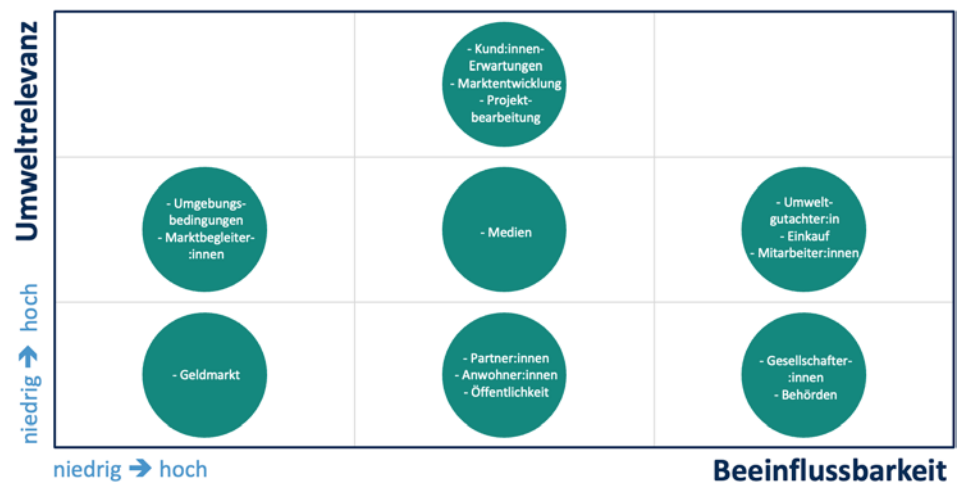 Umweltrelevanz
niedrig ➔ hoch
- Kund:innen-
Erwartungen
- Marktentwicklung
- Projekt-
bearbeitung
- Umgebungs-
bedingungen
- Marktbegleiter-
:innen
- Medien
- Umwelt-
gutachter:in
- Einkauf
- Mitarbeiter:innen
- Geldmarkt
- Partner:innen
- Anwohner:innen
- Öffentlichkeit
- Gesellschafter-
:innen
- Behörden
niedrig ➔ hoch
Beeinflussbarkeit